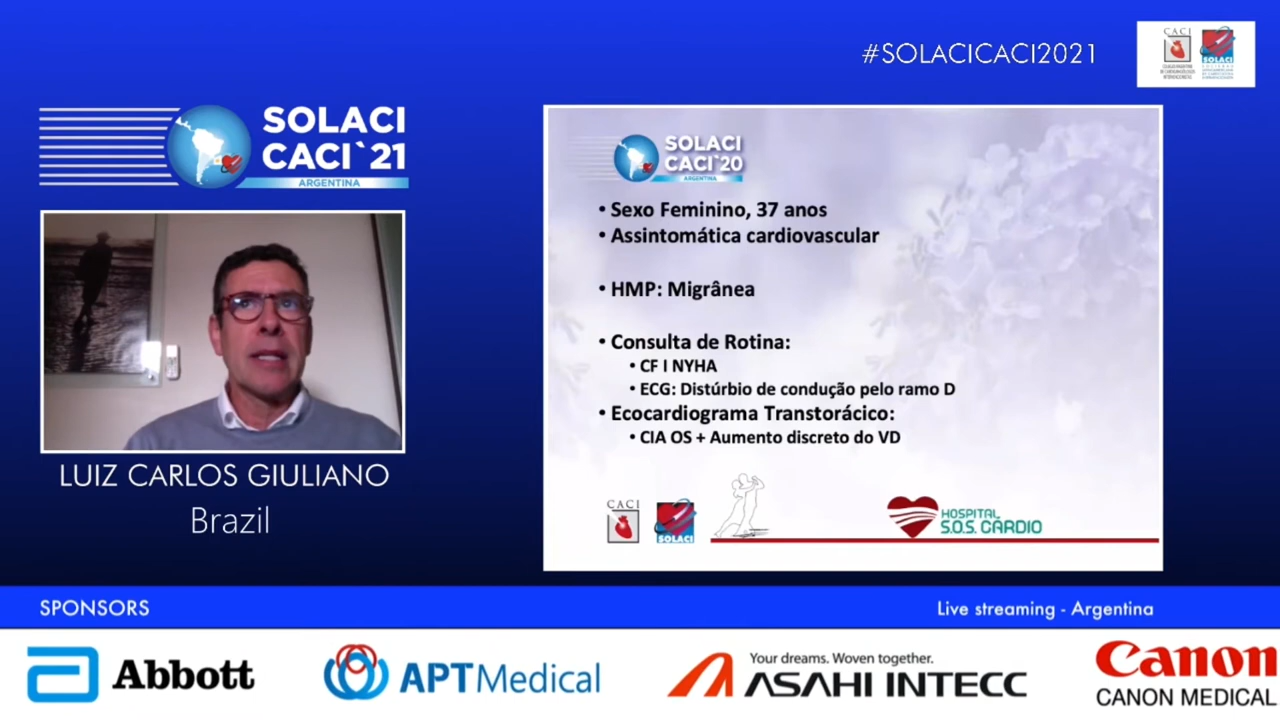 #SOLACICACI2021
CACI
SOLACI
SOLACI
CACI`21
ARGENTINA
LUIZ CARLOS GIULIANO
Brazil
SOLACI
CACI`20
ARGENTINA
• Sexo Feminino, 37 anos
• Assintomática cardiovascular
• HMP: Migrânea
• Consulta de Rotina:
• CF I NYHA
• ECG: Distúrbio de condução pelo ramo D
• Ecocardiograma Transtorácico:
• CIA OS + Aumento discreto do VD
CACI
SOLACI
HOSPITAL
S.O.S. CARDIO
SPONSORS
Live streaming - Argentina
Abbott
APTMedical
Your dreams. Woven together.
ASAHI INTECC
Canon
CANON MEDICAL